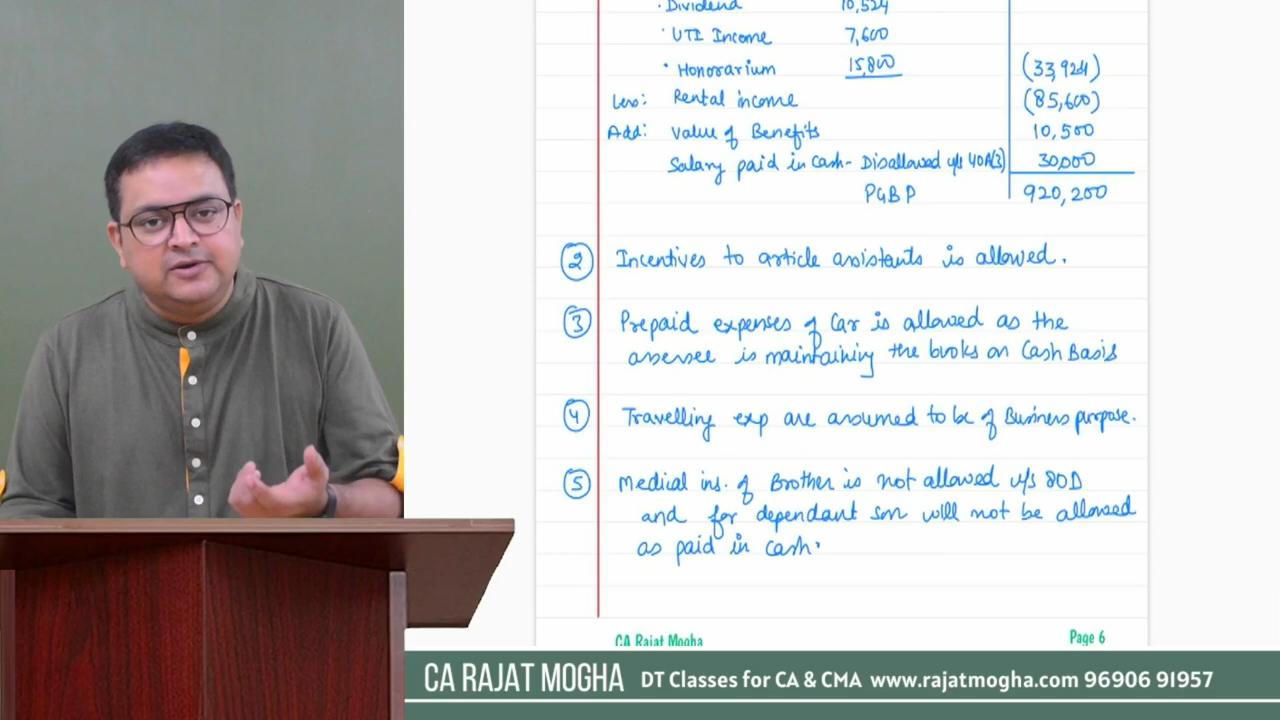 · Dividend 10,524
· UTI Income 7,600
· Honorarium 15,800 (33,924)
Less: Rental income (85,600)
Add: Value of Benefits 10,500
Salary paid in cash - Disallowed u/s 40A(3) 30,000
PGBP 920,200
② Incentives to article assistants is allowed.
③ Prepaid expenses of Car is allowed as the
assessee is maintaining the books on Cash Basis
④ Travelling exp are assumed to be of Business purpose.
⑤ Medical ins. of Brother is not allowed u/s 80D
and for dependant son will not be allowed
as paid in cash.
CA Rajat Mogha Page 6
CA RAJAT MOGHA DT Classes for CA & CMA www.rajatmogha.com 96906 91957